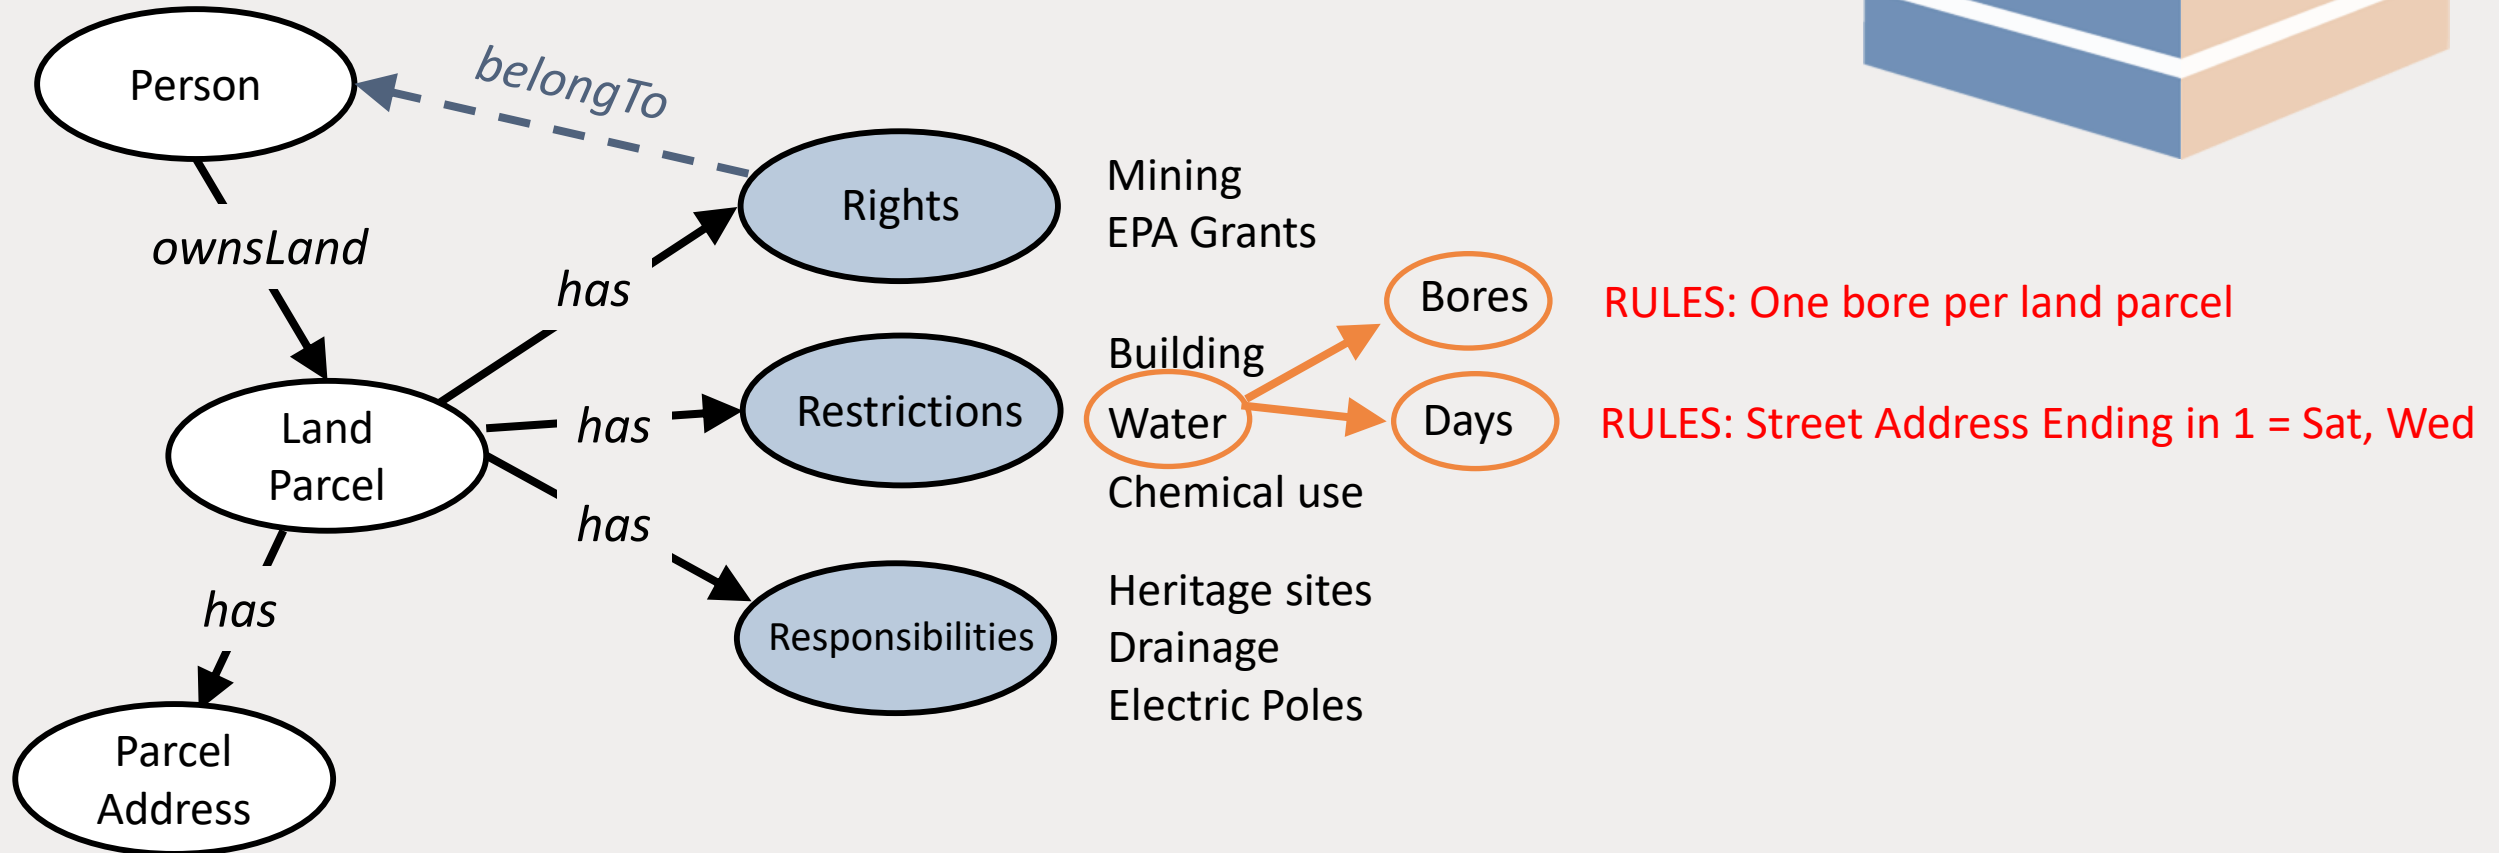 Person
belongTo
ownsLand
has
Rights
Mining
EPA Grants
Land
Parcel
has
Restrictions
Building
Water
Chemical use
Bores
RULES: One bore per land parcel
Days
RULES: Street Address Ending in 1 = Sat, Wed
has
Responsibilities
Heritage sites
Drainage
Electric Poles
has
Parcel
Address